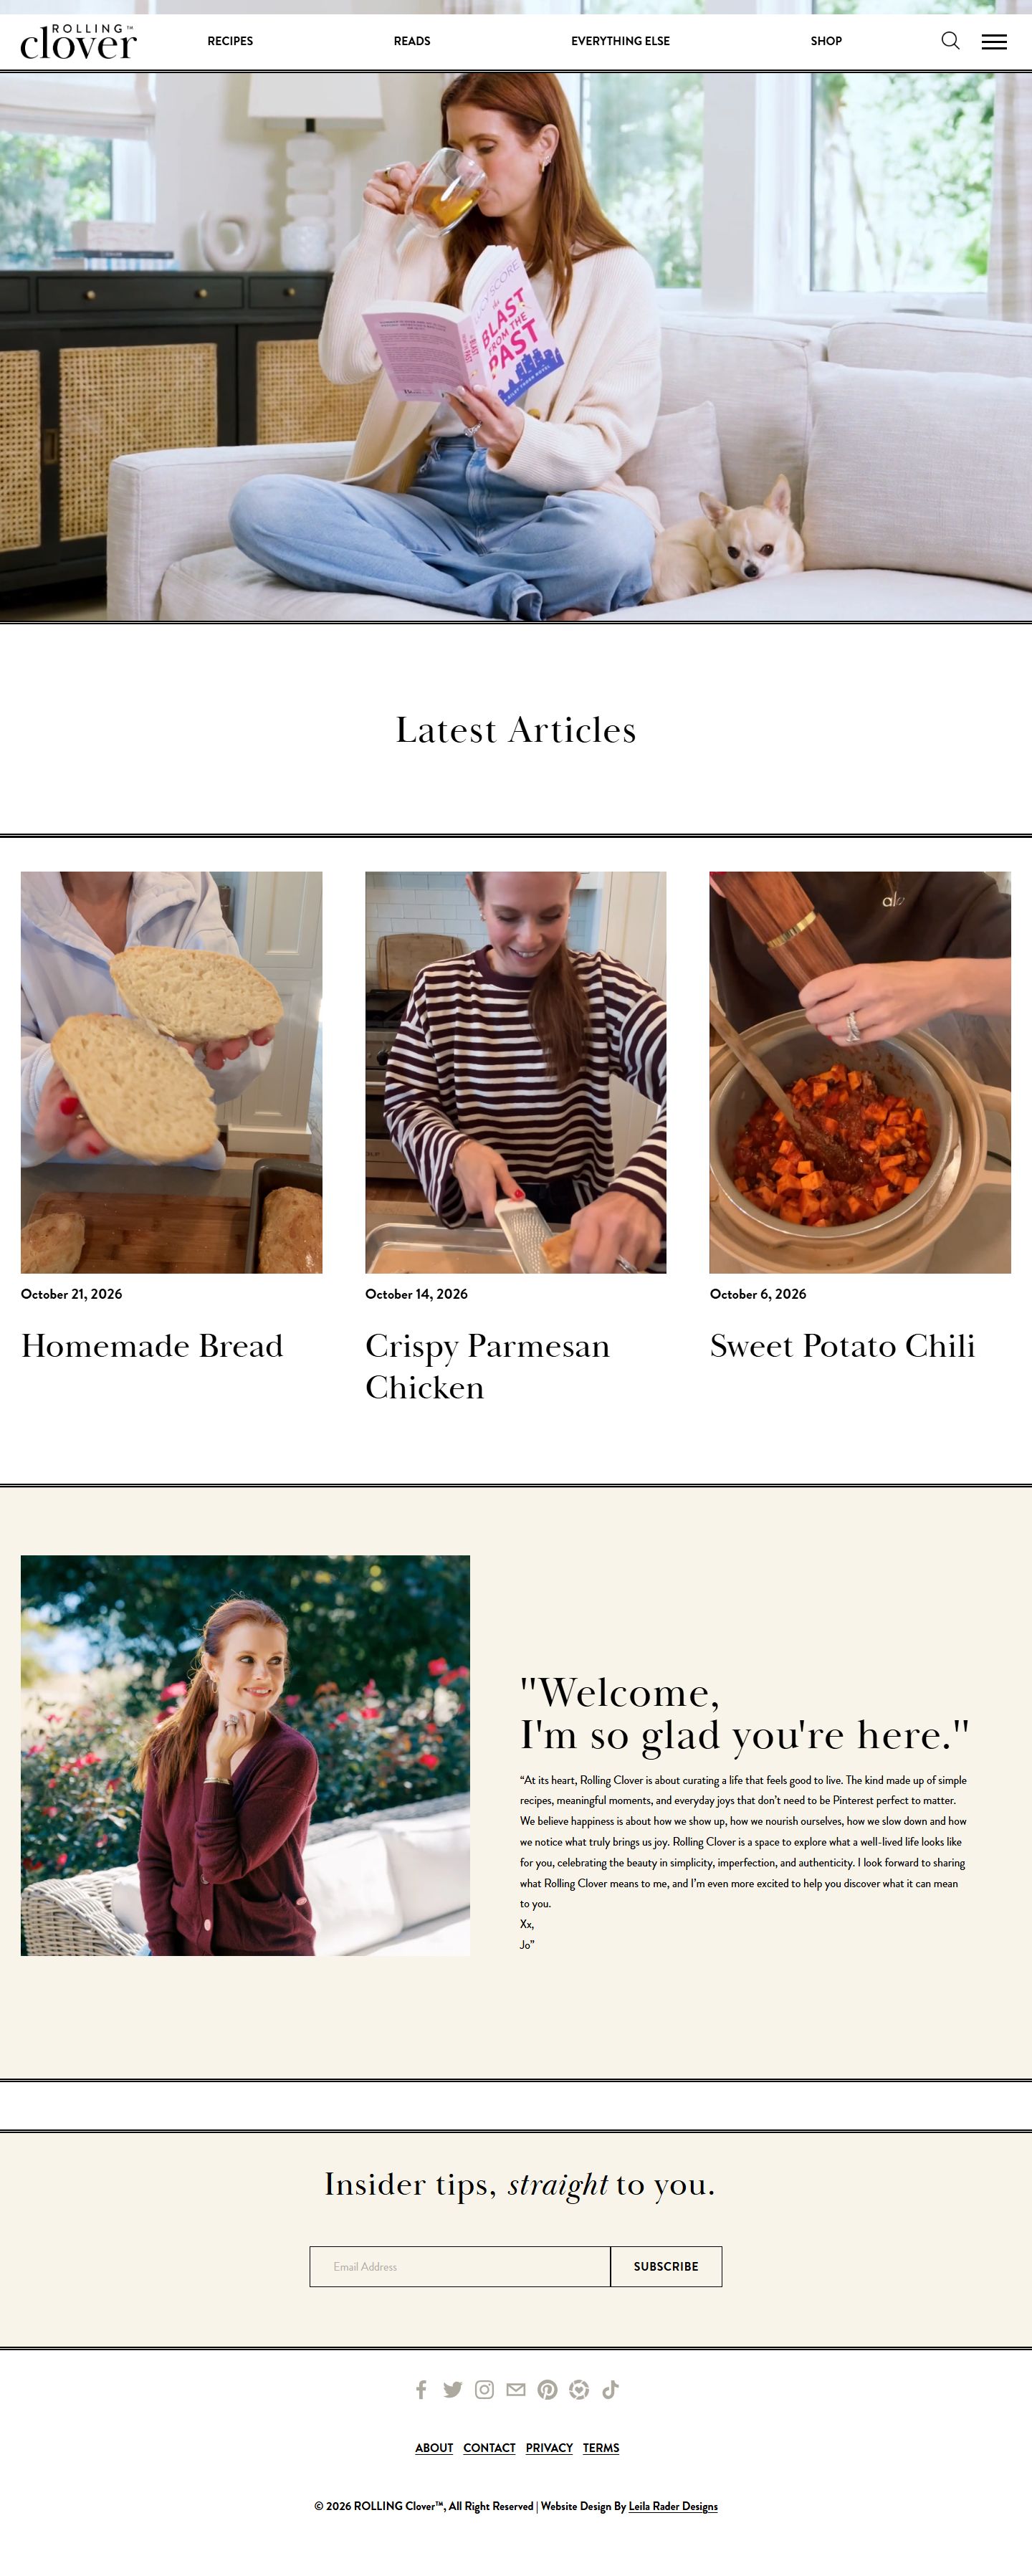 ROLLING™
clover
RECIPES
READS
EVERYTHING ELSE
SHOP
SCORE
BLAST
FROM THE
PAST
Latest Articles
October 21, 2026
October 14, 2026
October 6, 2026
Homemade Bread
Crispy Parmesan
Chicken
Sweet Potato Chili
"Welcome,
I'm so glad you're here."
“At its heart, Rolling Clover is about curating a life that feels good to live. The kind made up of simple
recipes, meaningful moments, and everyday joys that don’t need to be Pinterest perfect to matter.
We believe happiness is about how we show up, how we nourish ourselves, how we slow down and how
we notice what truly brings us joy. Rolling Clover is a space to explore what a well-lived life looks like
for you, celebrating the beauty in simplicity, imperfection, and authenticity. I look forward to sharing
what Rolling Clover means to me, and I’m even more excited to help you discover what it can mean
to you.
Xx,
Jo”
Insider tips, straight to you.
Email Address
SUBSCRIBE
ABOUT CONTACT PRIVACY TERMS
© 2026 ROLLING Clover™, All Right Reserved | Website Design By Leila Rader Designs